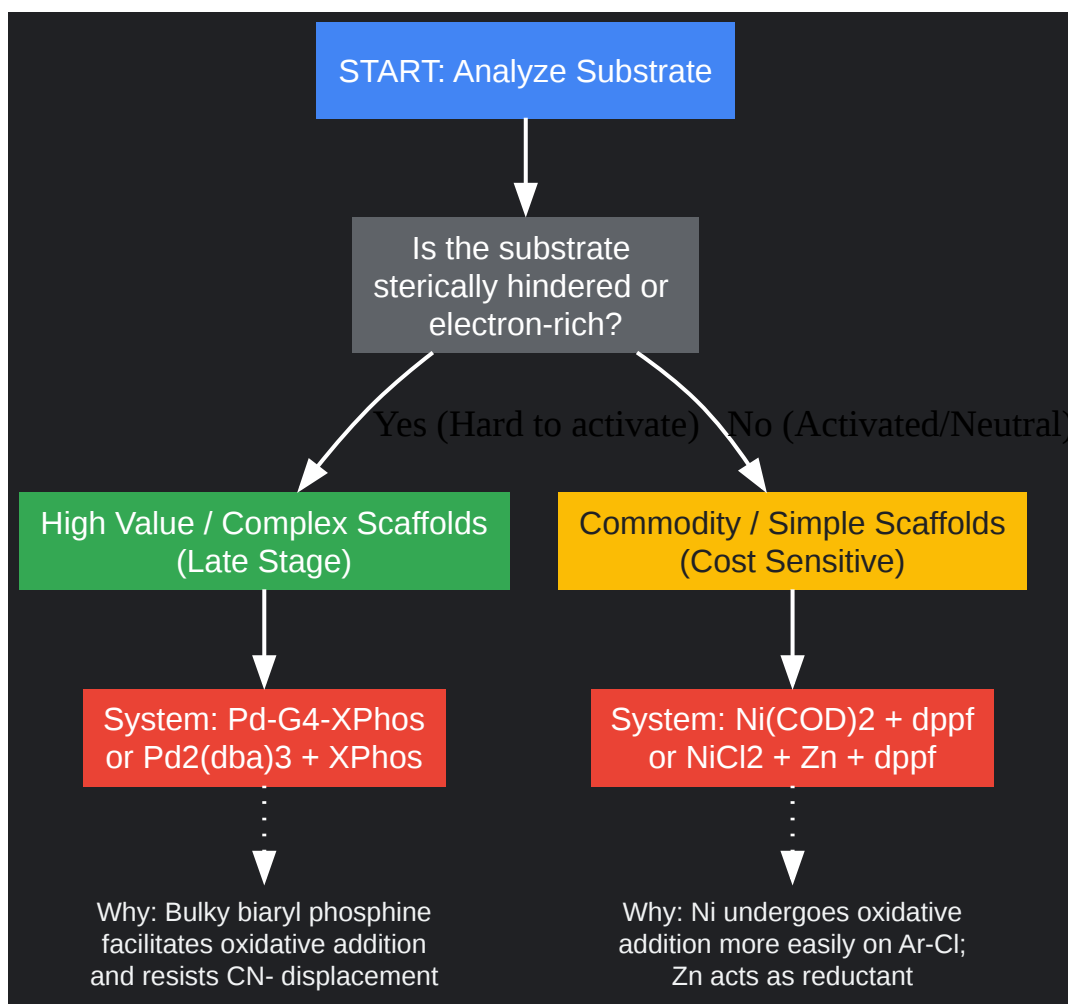 START: Analyze Substrate
Is the substrate
sterically hindered or
electron-rich?
Yes (Hard to activate)
No (Activated/Neutral)
High Value / Complex Scaffolds
(Late Stage)
Commodity / Simple Scaffolds
(Cost Sensitive)
System: Pd-G4-XPhos
or Pd2(dba)3 + XPhos
System: Ni(COD)2 + dppf
or NiCl2 + Zn + dppf
Why: Bulky biaryl phosphine
facilitates oxidative addition
and resists CN- displacement
Why: Ni undergoes oxidative
addition more easily on Ar-Cl;
Zn acts as reductant